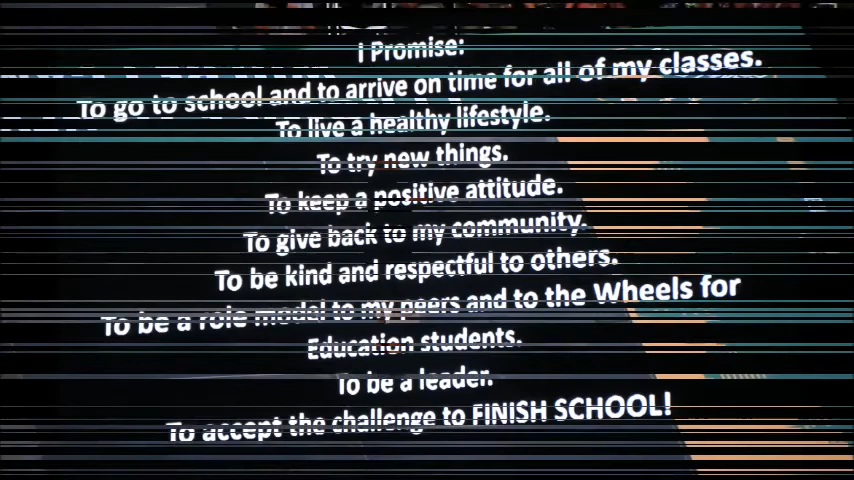 I Promise:
To go to school and to arrive on time for all of my classes.
To live a healthy lifestyle.
To try new things.
To keep a positive attitude.
To give back to my community.
To be kind and respectful to others.
To be a role model to my peers and to the Wheels for
Education students.
To be a leader.
To accept the challenge to FINISH SCHOOL!